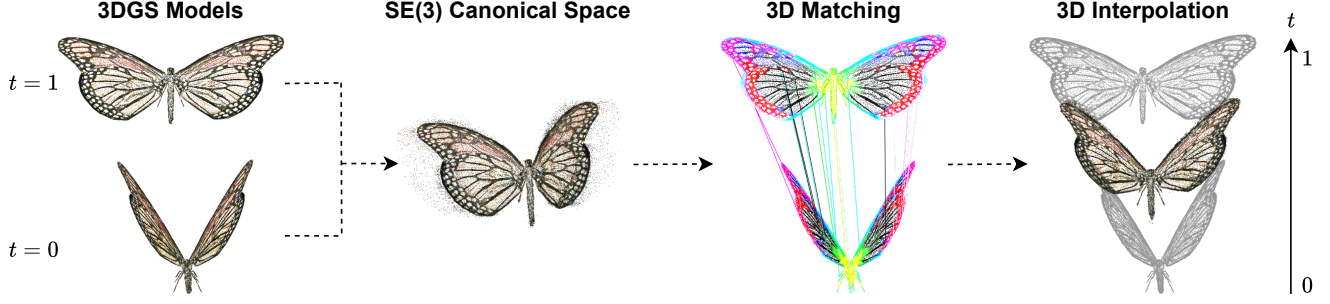 3DGS Models
SE(3) Canonical Space
3D Matching
3D Interpolation
t
t = 1
1
t = 0
0